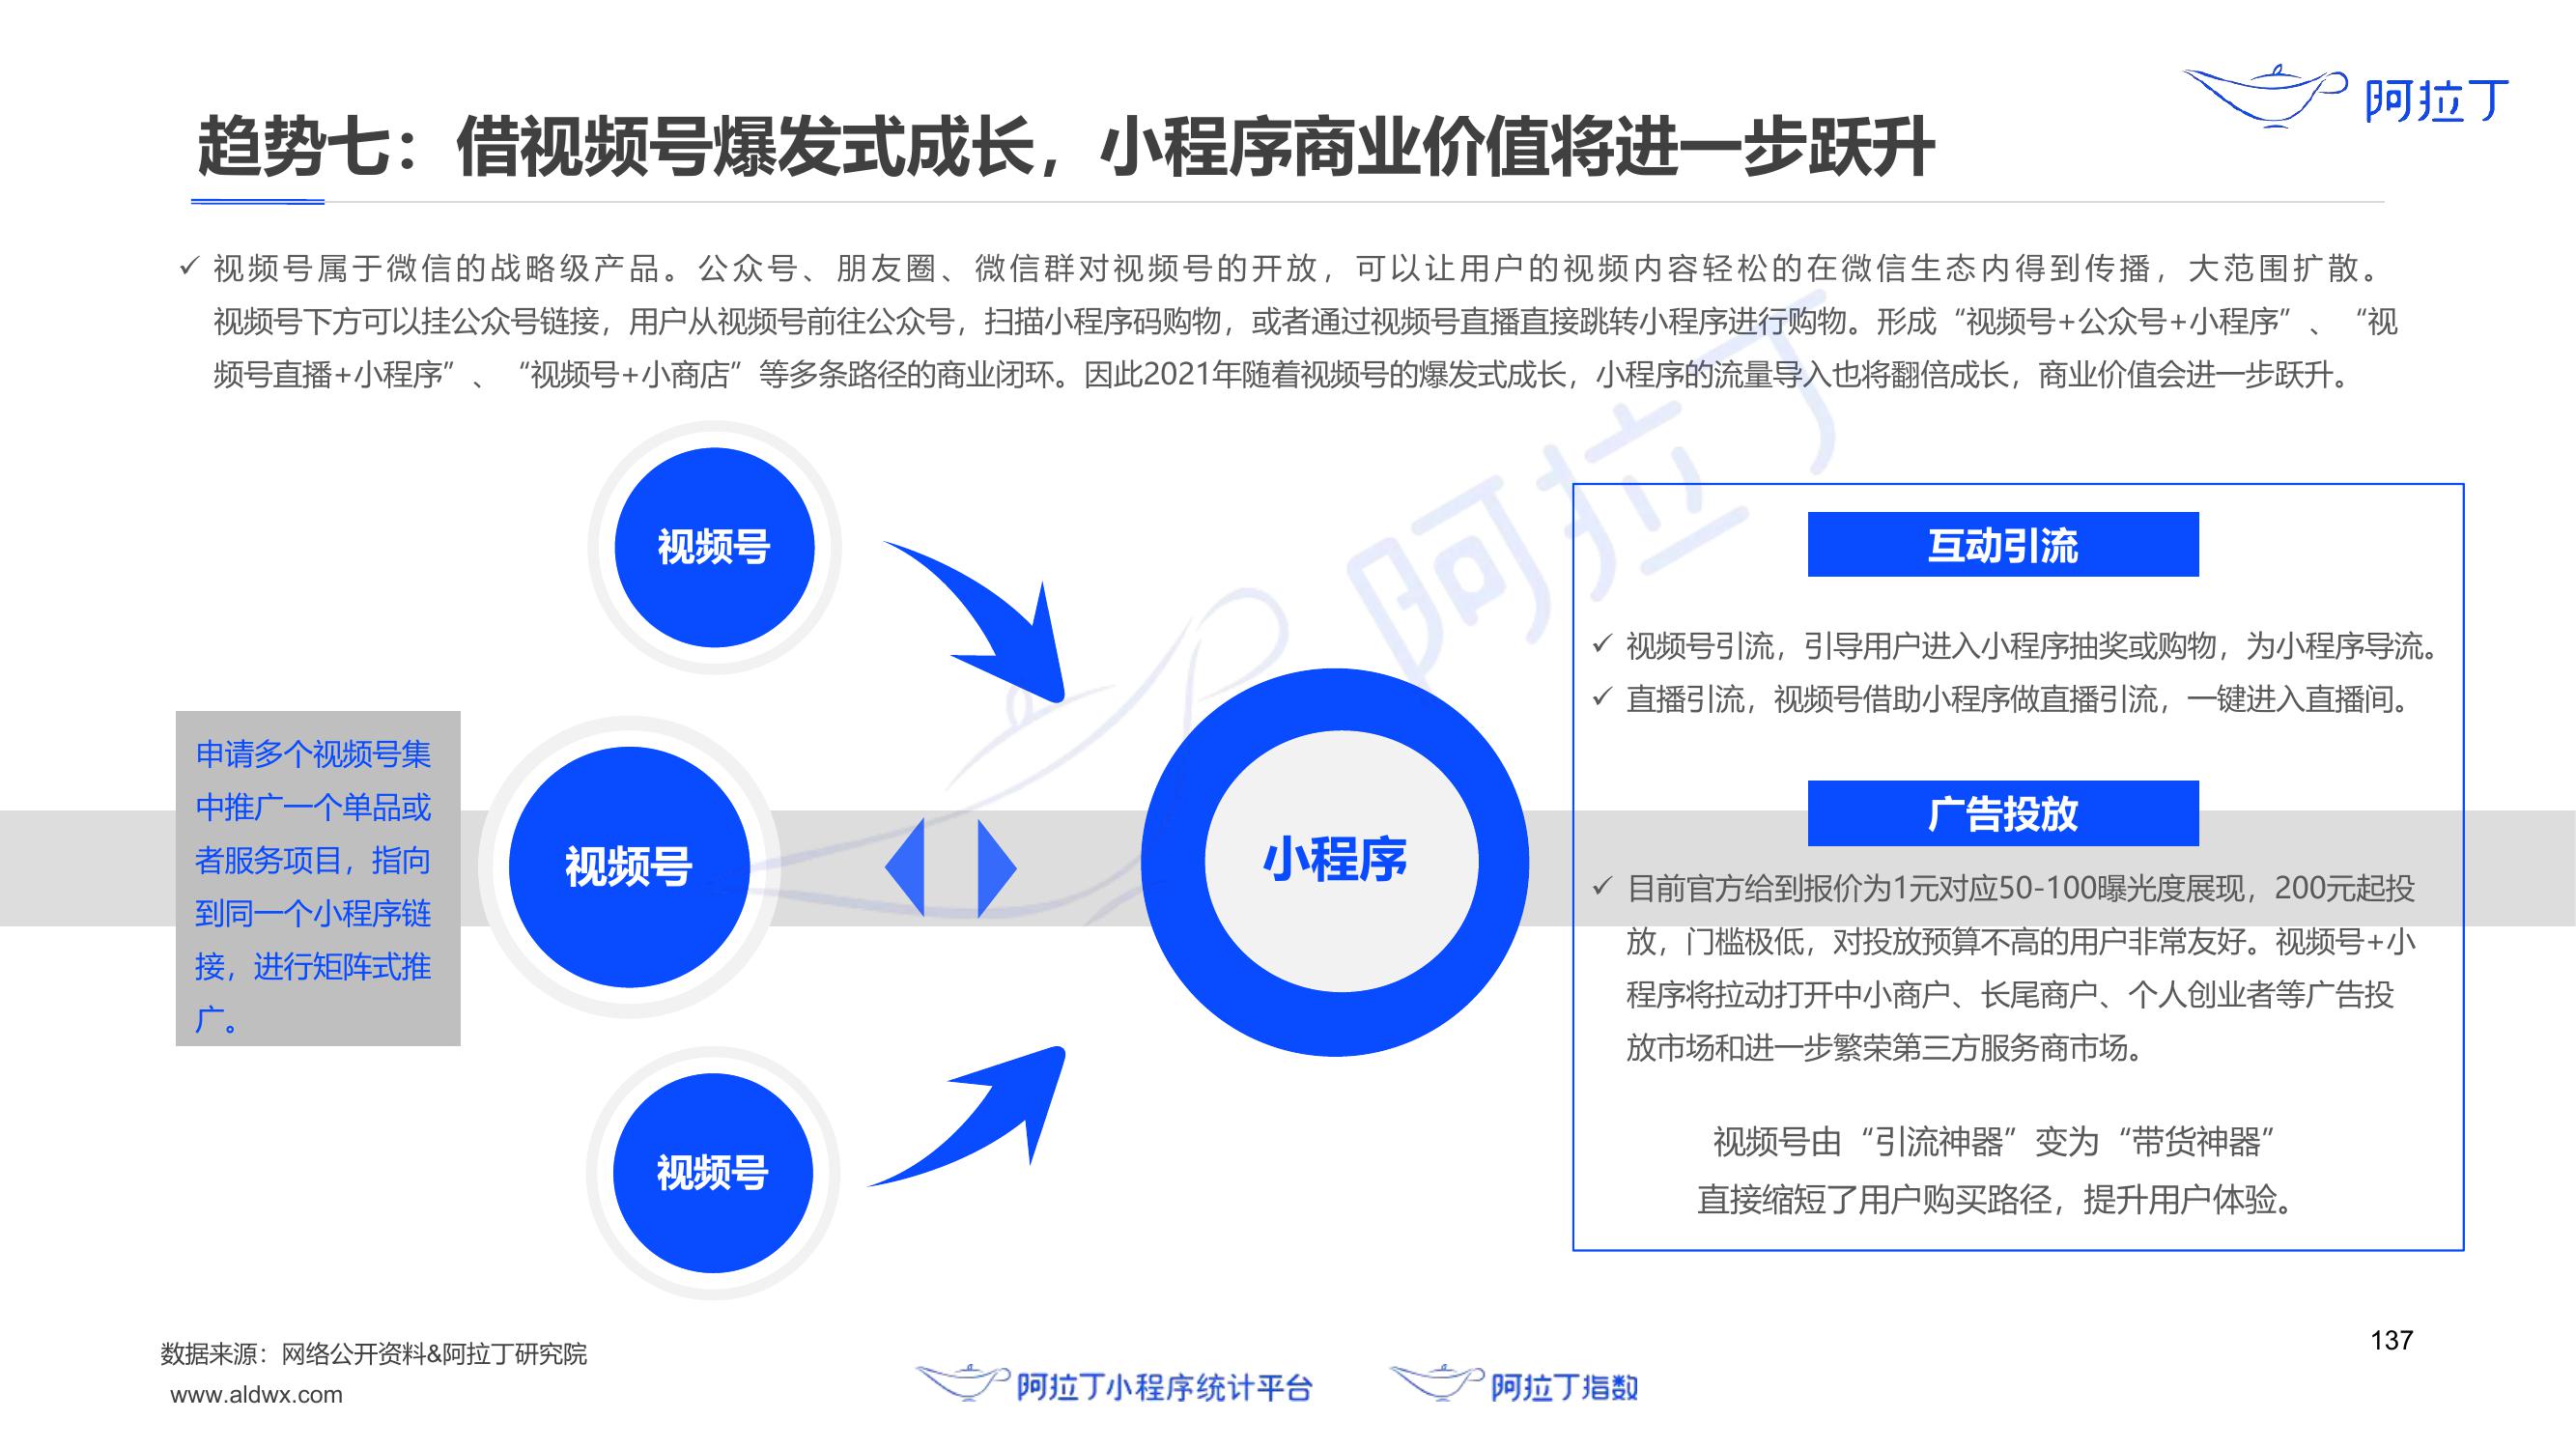 阿拉丁
趋势七：借视频号爆发式成长，小程序商业价值将进一步跃升
✓ 视频号属于微信的战略级产品。公众号、朋友圈、微信群对视频号的开放，可以让用户的视频内容轻松的在微信生态内得到传播，大范围扩散。
视频号下方可以挂公众号链接，用户从视频号前往公众号，扫描小程序码购物，或者通过视频号直播直接跳转小程序进行购物。形成“视频号+公众号+小程序”、“视
频号直播+小程序”、“视频号+小商店”等多条路径的商业闭环。因此2021年随着视频号的爆发式成长，小程序的流量导入也将翻倍成长，商业价值会进一步跃升。
阿拉丁
申请多个视频号集
中推广一个单品或
者服务项目，指向
到同一个小程序链
接，进行矩阵式推
广。
视频号
视频号
视频号
小程序
互动引流
✓ 视频号引流，引导用户进入小程序抽奖或购物，为小程序导流。
✓ 直播引流，视频号借助小程序做直播引流，一键进入直播间。
广告投放
✓ 目前官方给到报价为1元对应50-100曝光度展现，200元起投
放，门槛极低，对投放预算不高的用户非常友好。视频号+小
程序将拉动打开中小商户、长尾商户、个人创业者等广告投
放市场和进一步繁荣第三方服务商市场。
视频号由“引流神器”变为“带货神器”
直接缩短了用户购买路径，提升用户体验。
数据来源：网络公开资料&阿拉丁研究院
www.aldwx.com
阿拉丁小程序统计平台
阿拉丁指数
137